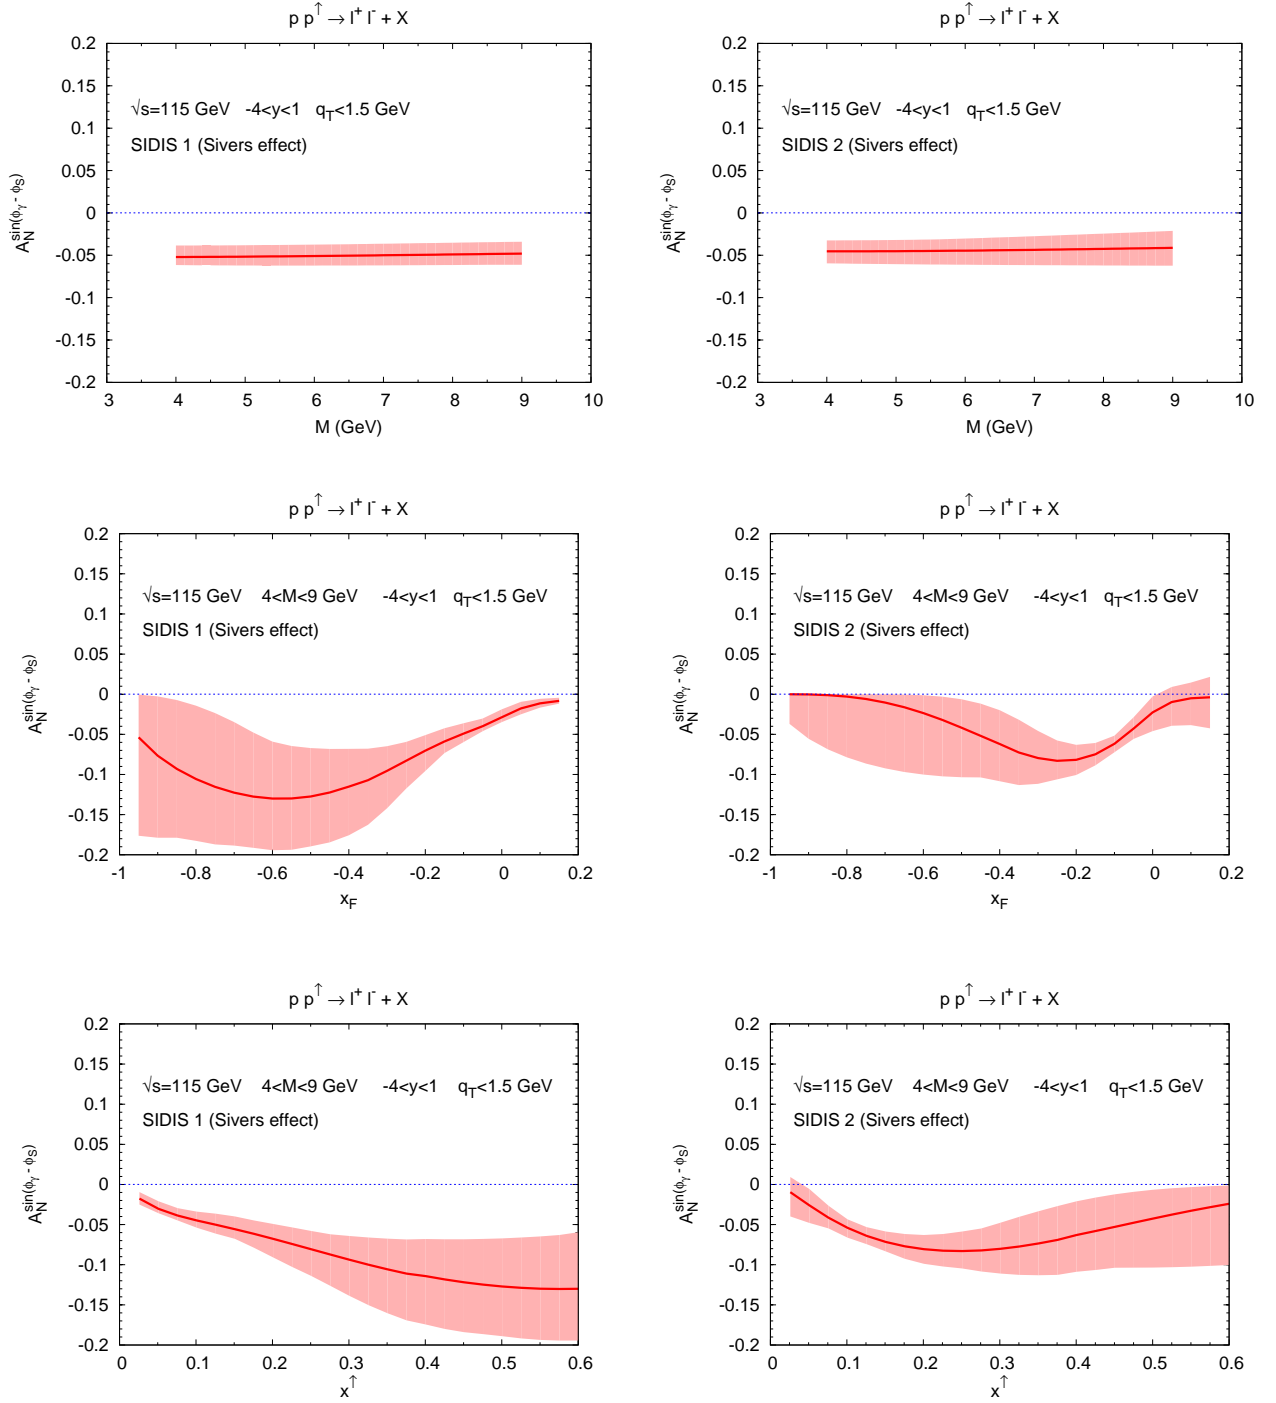 p p↑ → l+ l- + X
0.2
0.15
0.1
0.05
0
-0.05
-0.1
-0.15
-0.2
3 4 5 6 7 8 9 10
M (GeV)
A_N^sin(ϕγ - ϕS)
√s=115 GeV -4<y<1 qT<1.5 GeV
SIDIS 1 (Sivers effect)
p p↑ → l+ l- + X
0.2
0.15
0.1
0.05
0
-0.05
-0.1
-0.15
-0.2
3 4 5 6 7 8 9 10
M (GeV)
A_N^sin(ϕγ - ϕS)
√s=115 GeV -4<y<1 qT<1.5 GeV
SIDIS 2 (Sivers effect)
p p↑ → l+ l- + X
0.2
0.15
0.1
0.05
0
-0.05
-0.1
-0.15
-0.2
-1 -0.8 -0.6 -0.4 -0.2 0 0.2
xF
A_N^sin(ϕγ - ϕS)
√s=115 GeV 4<M<9 GeV -4<y<1 qT<1.5 GeV
SIDIS 1 (Sivers effect)
p p↑ → l+ l- + X
0.2
0.15
0.1
0.05
0
-0.05
-0.1
-0.15
-0.2
-1 -0.8 -0.6 -0.4 -0.2 0 0.2
xF
A_N^sin(ϕγ - ϕS)
√s=115 GeV 4<M<9 GeV -4<y<1 qT<1.5 GeV
SIDIS 2 (Sivers effect)
p p↑ → l+ l- + X
0.2
0.15
0.1
0.05
0
-0.05
-0.1
-0.15
-0.2
0 0.1 0.2 0.3 0.4 0.5 0.6
x↑
A_N^sin(ϕγ - ϕS)
√s=115 GeV 4<M<9 GeV -4<y<1 qT<1.5 GeV
SIDIS 1 (Sivers effect)
p p↑ → l+ l- + X
0.2
0.15
0.1
0.05
0
-0.05
-0.1
-0.15
-0.2
0 0.1 0.2 0.3 0.4 0.5 0.6
x↑
A_N^sin(ϕγ - ϕS)
√s=115 GeV 4<M<9 GeV -4<y<1 qT<1.5 GeV
SIDIS 2 (Sivers effect)